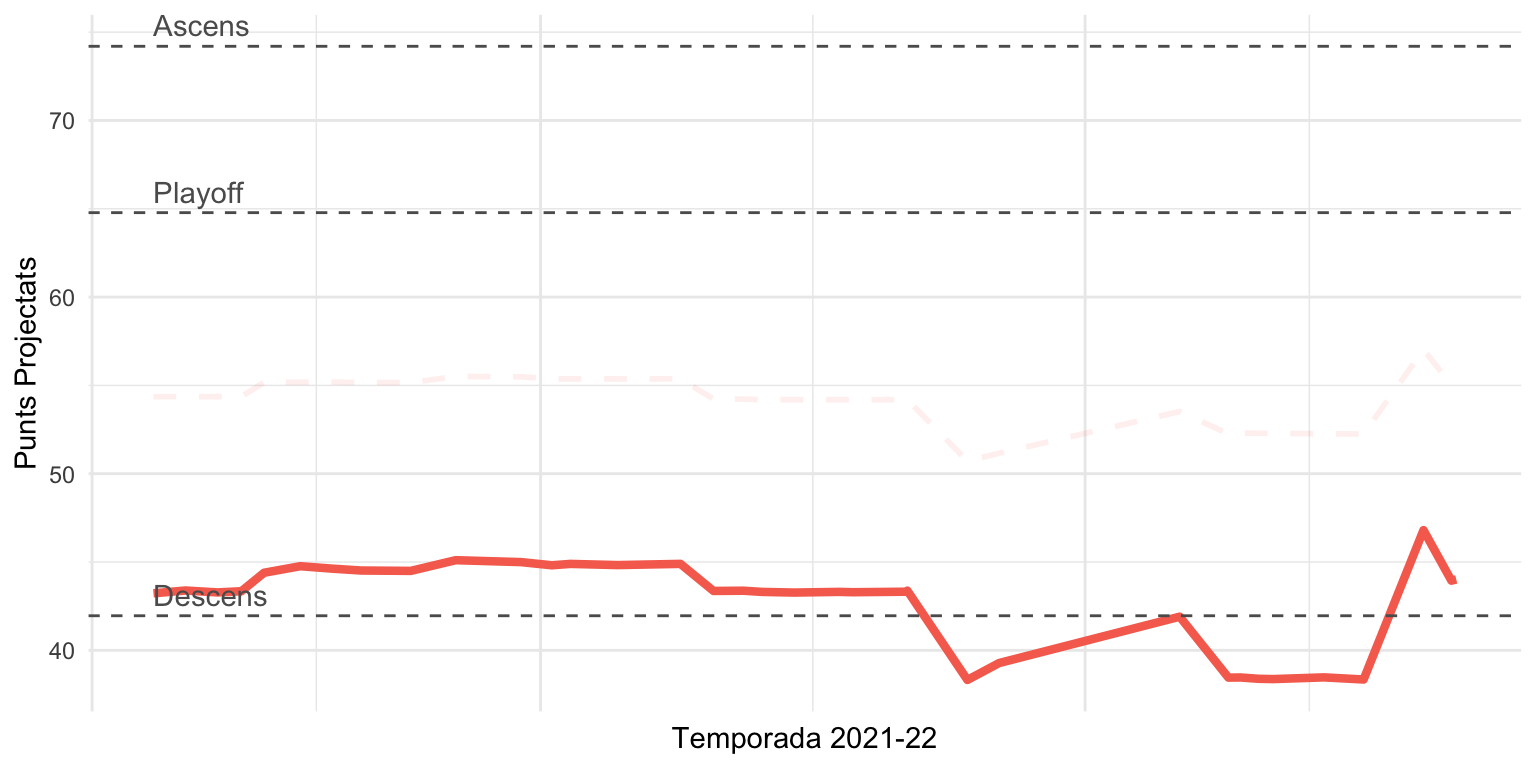 Ascens
70
Playoff
60
Punts Projectats
50
Descens
40
Temporada 2021-22